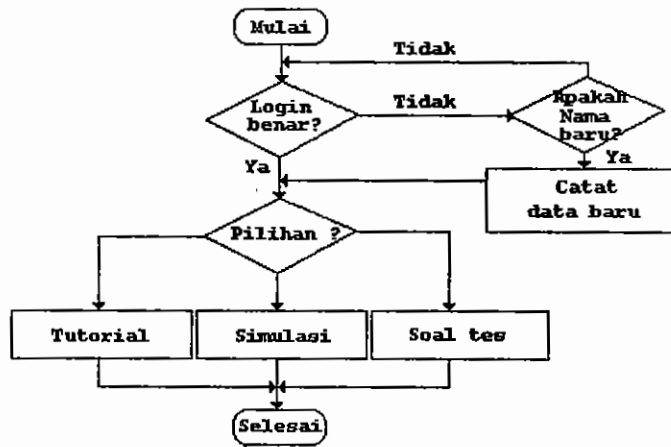 Mulai
Tidak
Login
benar?
Tidak
Apakah
Nama
baru?
Ya
Ya
Catat
data baru
Pilihan ?
Tutorial
Simulasi
Soal tes
Selesai